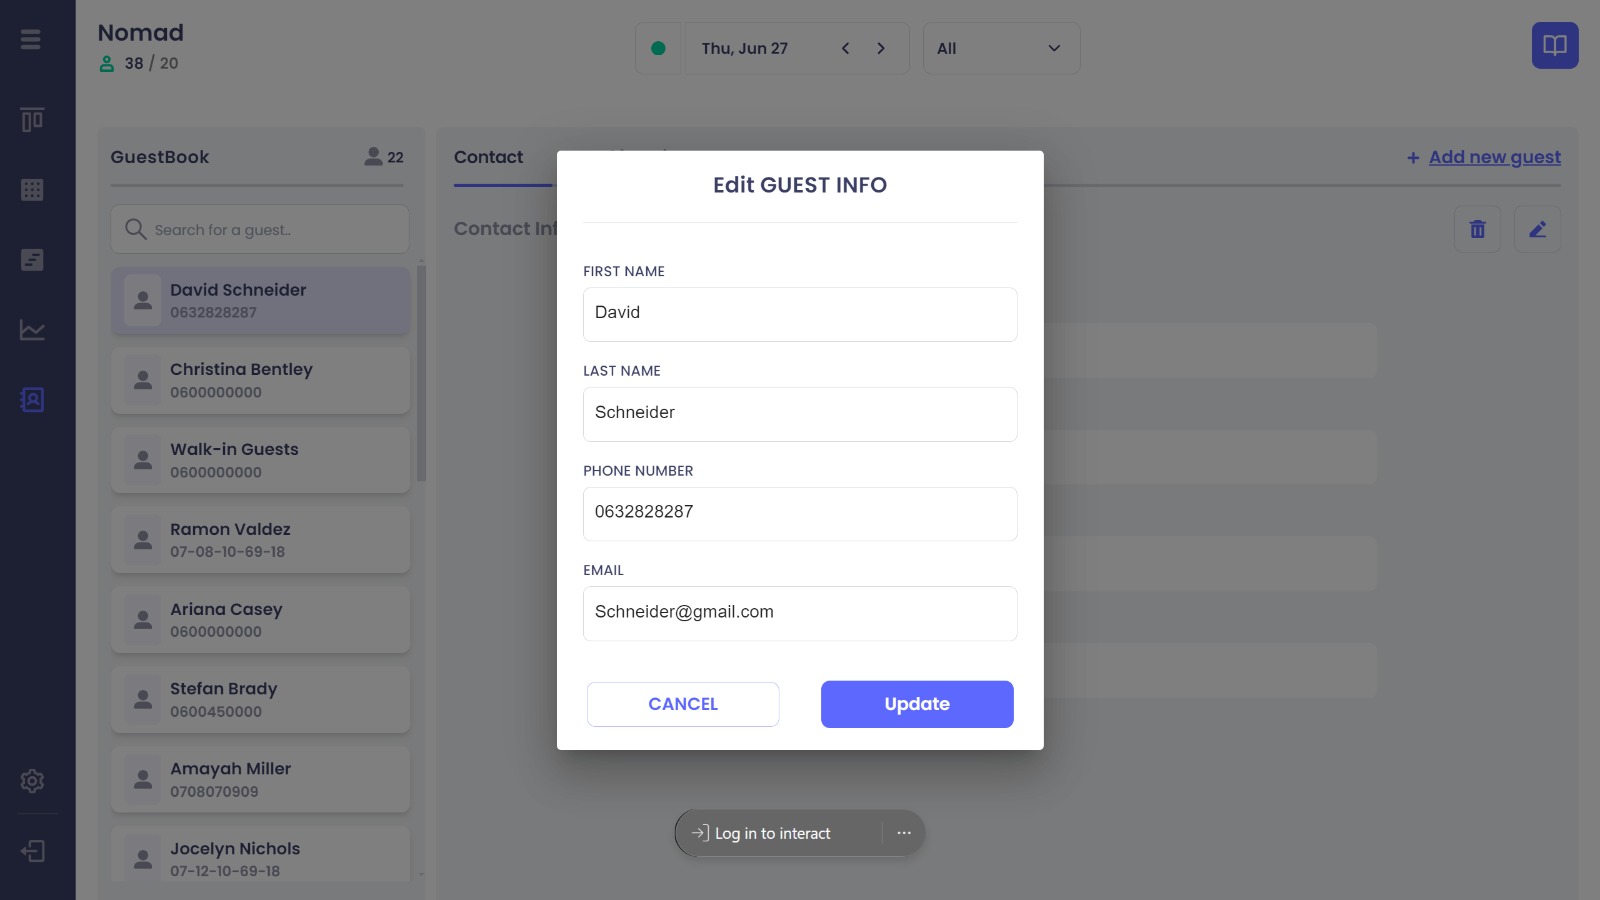 Nomad
38 / 20
Thu, Jun 27
All
GuestBook
22
Search for a guest..
David Schneider
0632828287
Christina Bentley
0600000000
Walk-in Guests
0600000000
Ramon Valdez
07-08-10-69-18
Ariana Casey
0600000000
Stefan Brady
0600450000
Amayah Miller
0708070909
Jocelyn Nichols
07-12-10-69-18
Contact
+ Add new guest
Contact Inf
Edit GUEST INFO
FIRST NAME
David
LAST NAME
Schneider
PHONE NUMBER
0632828287
EMAIL
Schneider@gmail.com
CANCEL
Update
Log in to interact